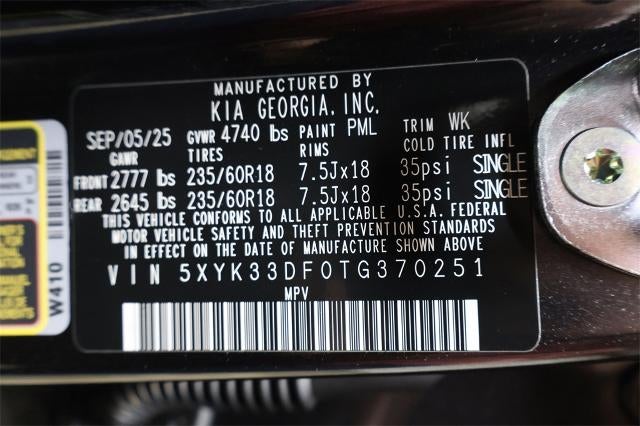 MANUFACTURED BY
KIA GEORGIA, INC.
SEP/05/25 GVWR 4740 lbs PAINT PML TRIM WK
GAWR TIRES RIMS COLD TIRE INFL
FRONT 2777 lbs 235/60R18 7.5Jx18 35psi SINGLE
REAR 2645 lbs 235/60R18 7.5Jx18 35psi SINGLE
THIS VEHICLE CONFORMS TO ALL APPLICABLE U.S.A. FEDERAL
MOTOR VEHICLE SAFETY AND THEFT PREVENTION STANDARDS
IN EFFECT ON THE DATE OF MANUFACTURE SHOWN ABOVE
VIN 5XYK33DF0TG370251
MPV
W410